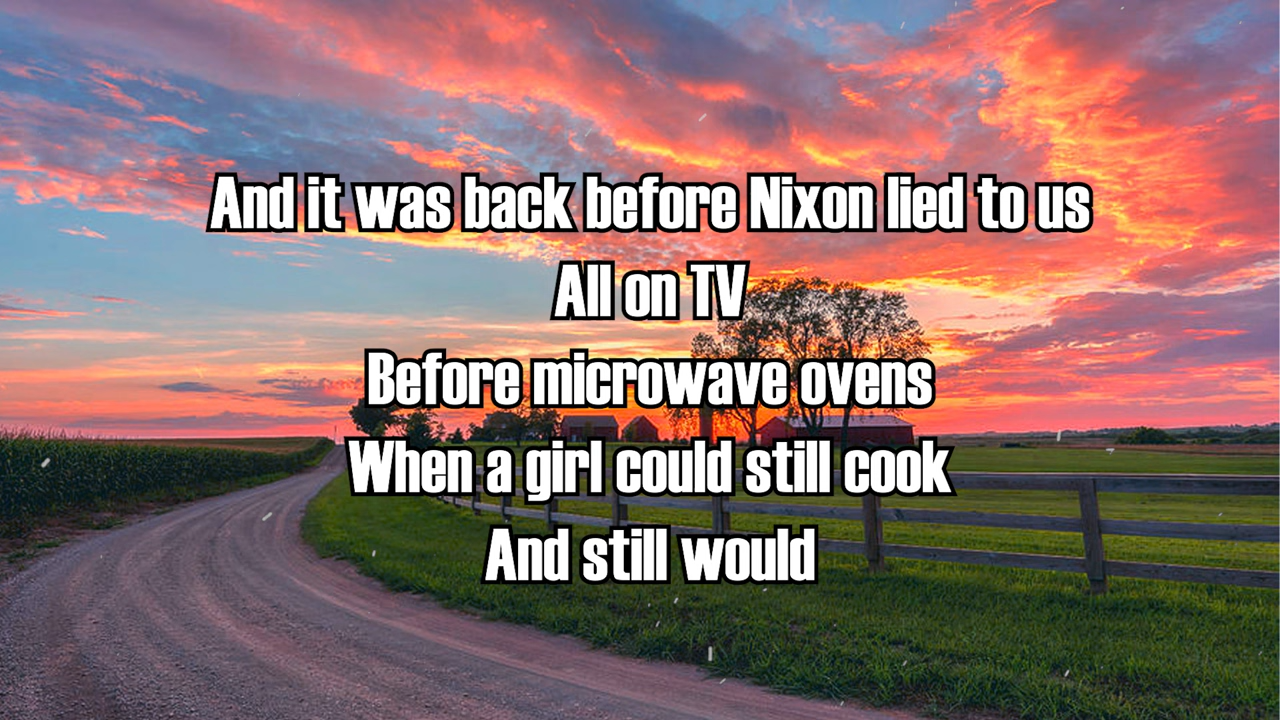 And it was back before Nixon lied to us
All on TV
Before microwave ovens
When a girl could still cook
And still would